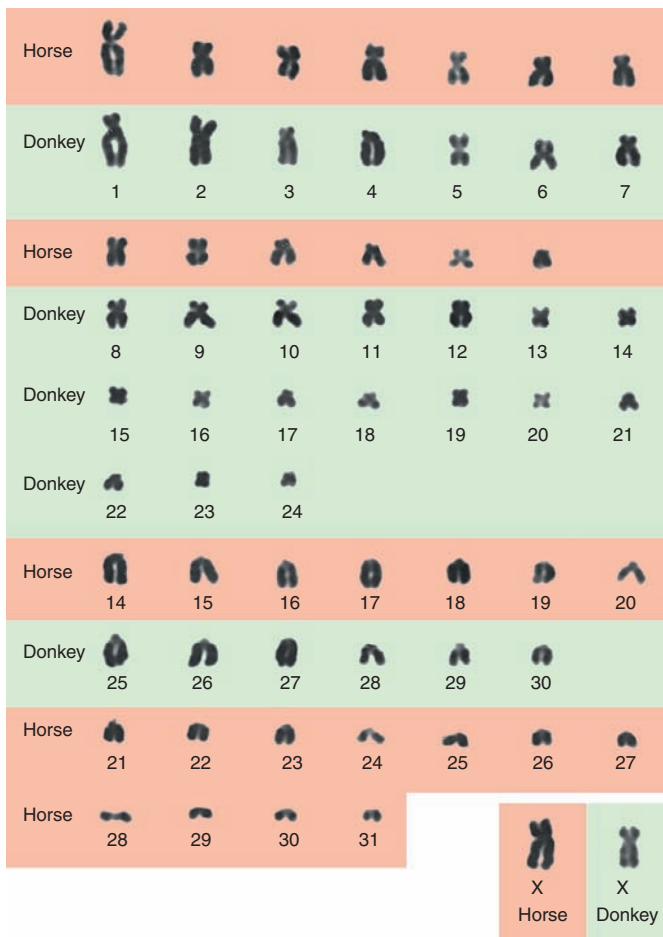 Horse
Donkey
1 2 3 4 5 6 7
Horse
Donkey
8 9 10 11 12 13 14
Donkey
15 16 17 18 19 20 21
Donkey
22 23 24
Horse
14 15 16 17 18 19 20
Donkey
25 26 27 28 29 30
Horse
21 22 23 24 25 26 27
Horse
28 29 30 31
X X
Horse Donkey